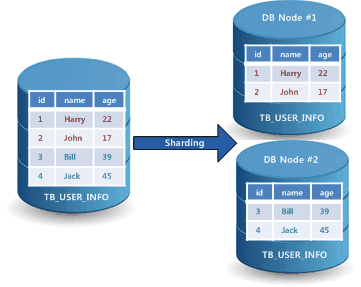 id name age
1 Harry 22
2 John 17
3 Bill 39
4 Jack 45
TB_USER_INFO
Sharding
DB Node #1
id name age
1 Harry 22
2 John 17
TB_USER_INFO
DB Node #2
id name age
3 Bill 39
4 Jack 45
TB_USER_INFO